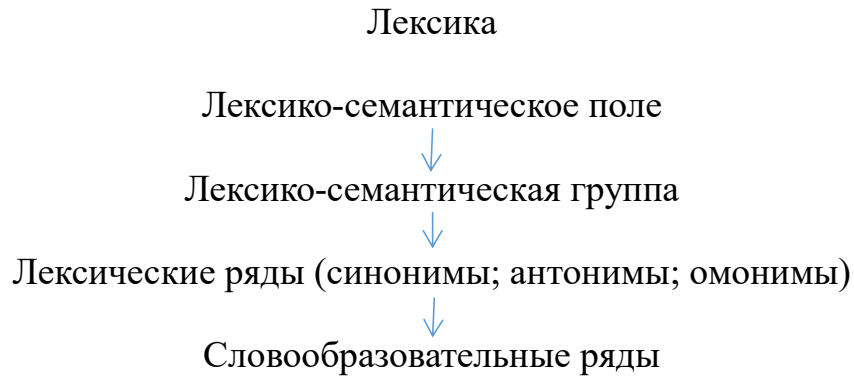 Лексика
Лексико-семантическое поле
Лексико-семантическая группа
Лексические ряды (синонимы; антонимы; омонимы)
Словообразовательные ряды